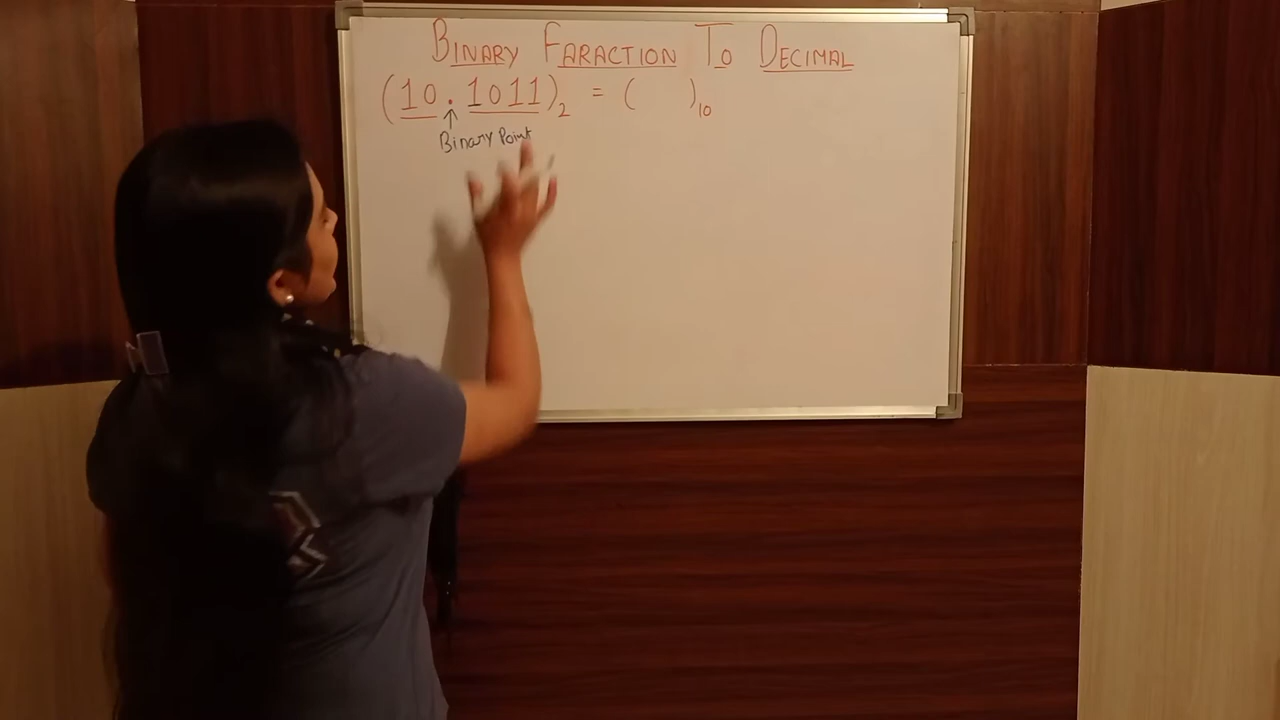 BINARY FARACTION TO DECIMAL
(10.1011)2 = ( )10
↑
Binary Point